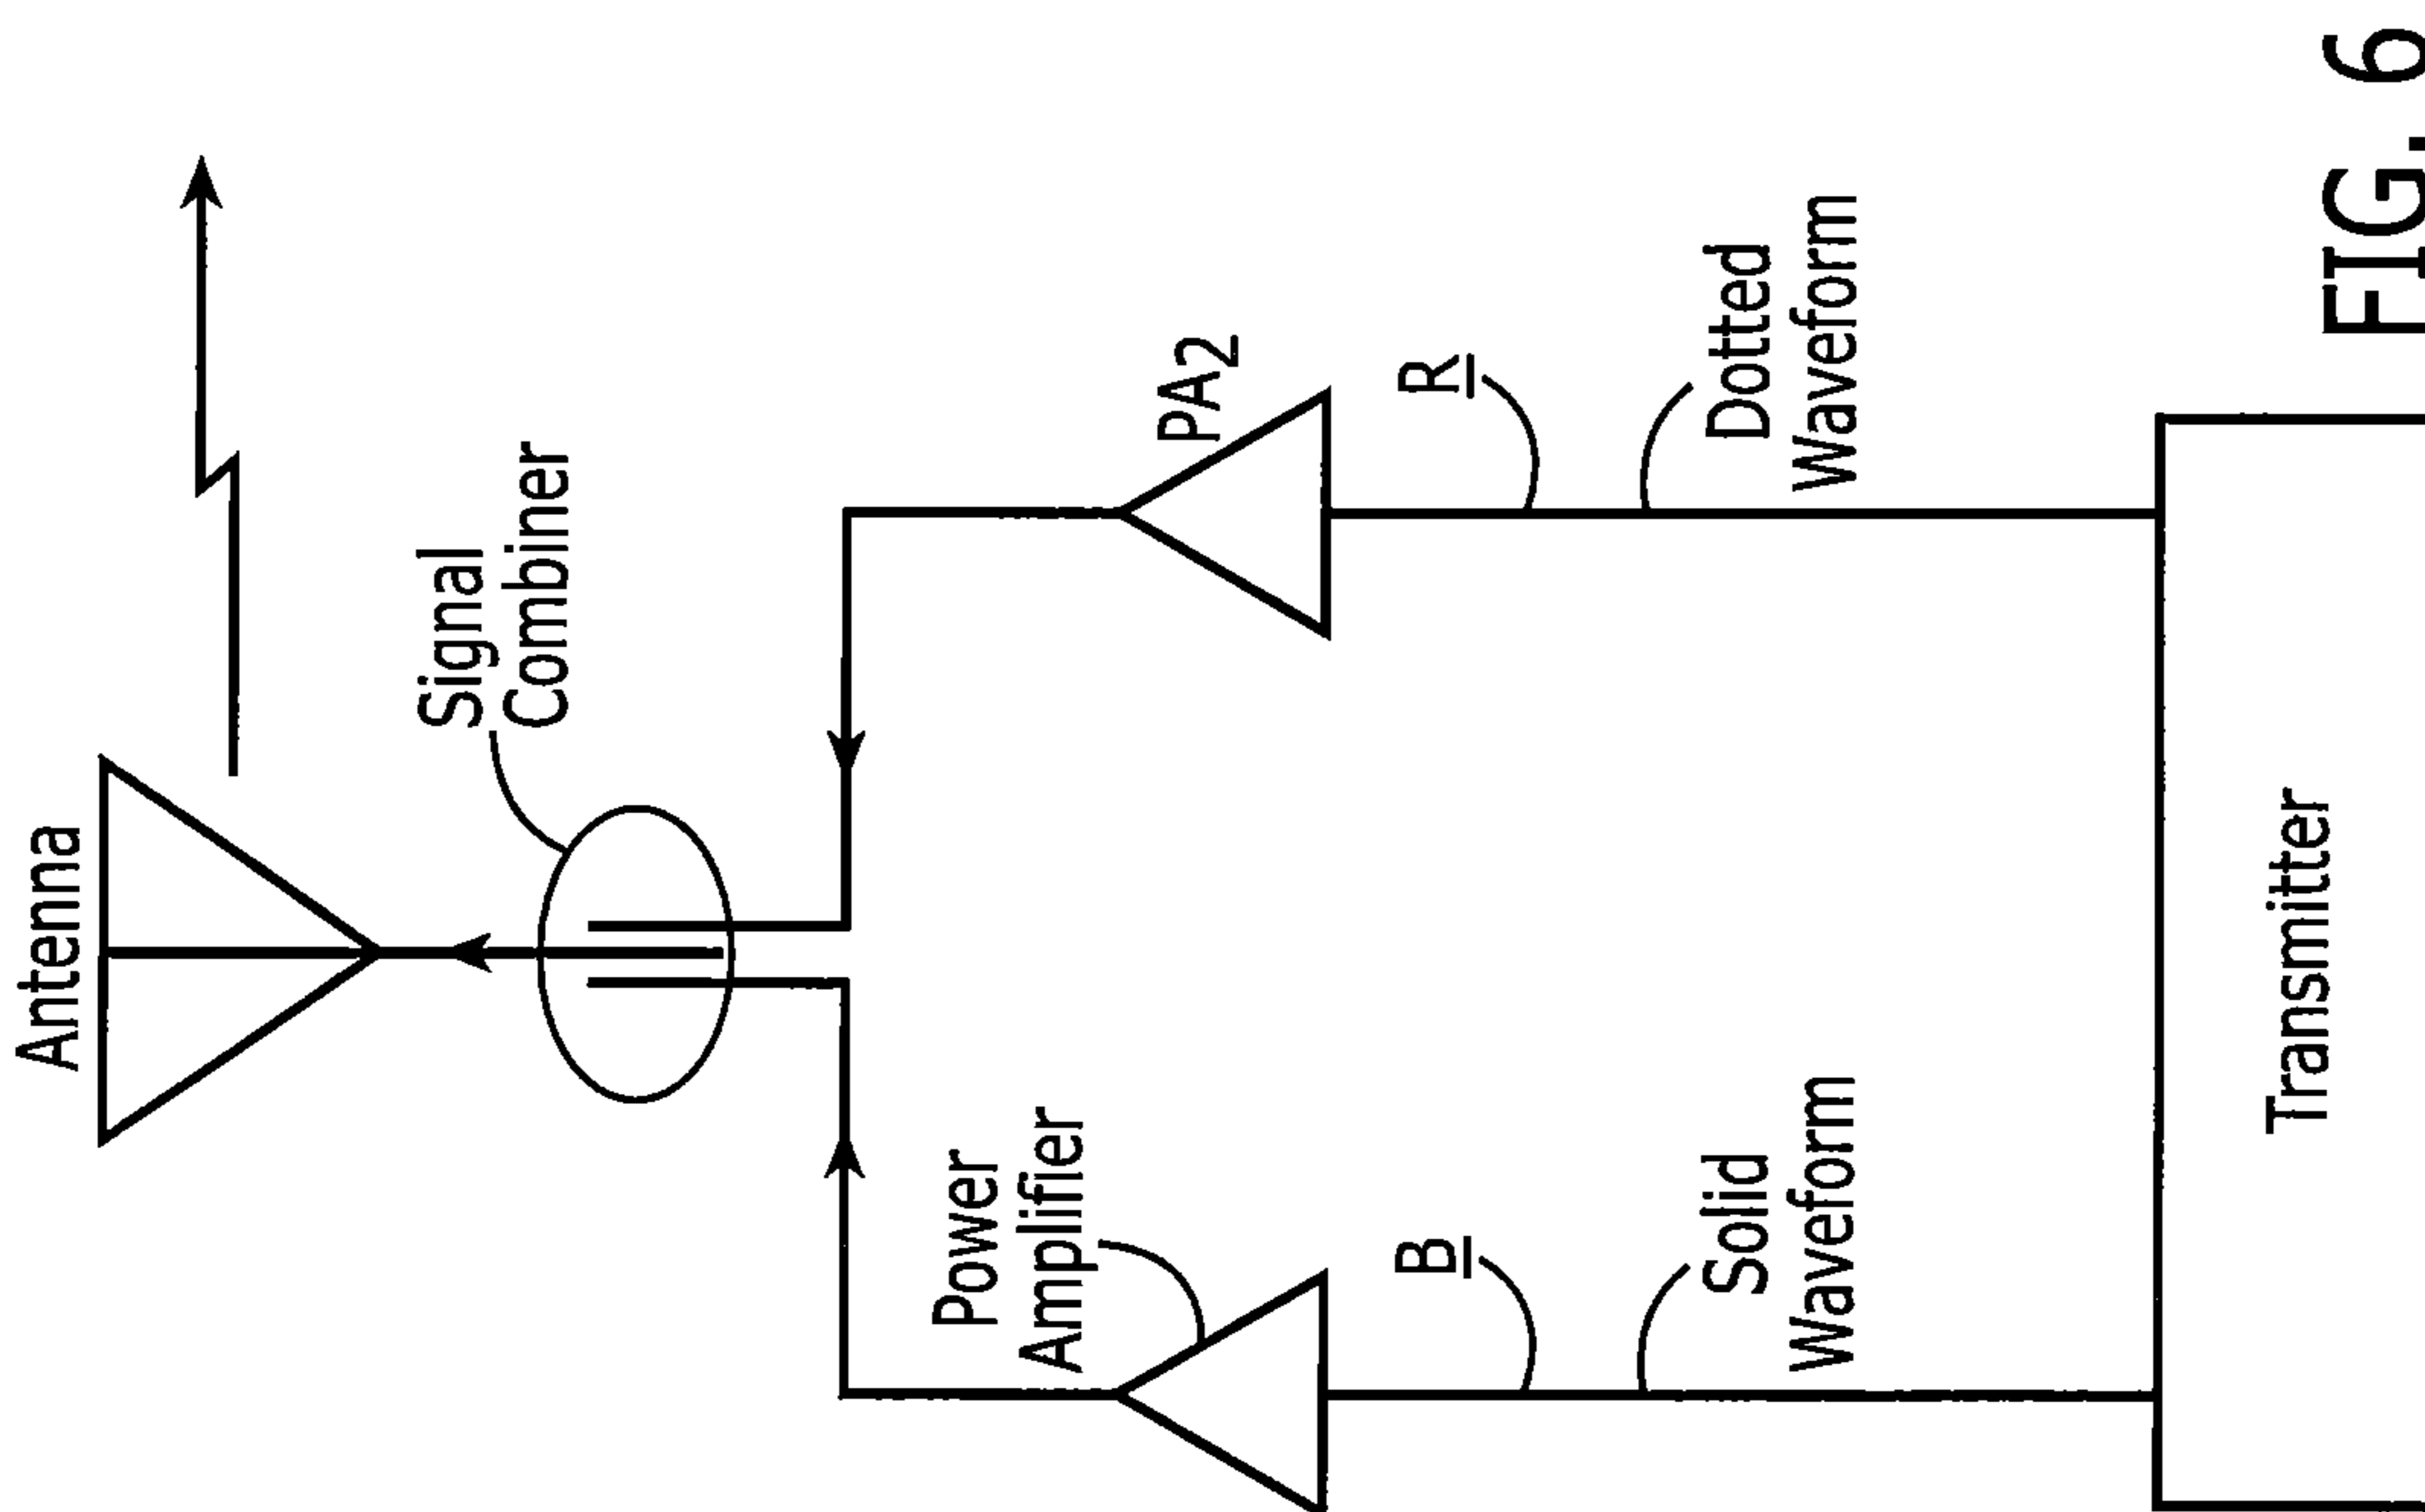 Antenna
Signal
Combiner
Power
Amplifier
PA2
B
R
Solid
Waveform
Dotted
Waveform
Transmitter
FIG. 6